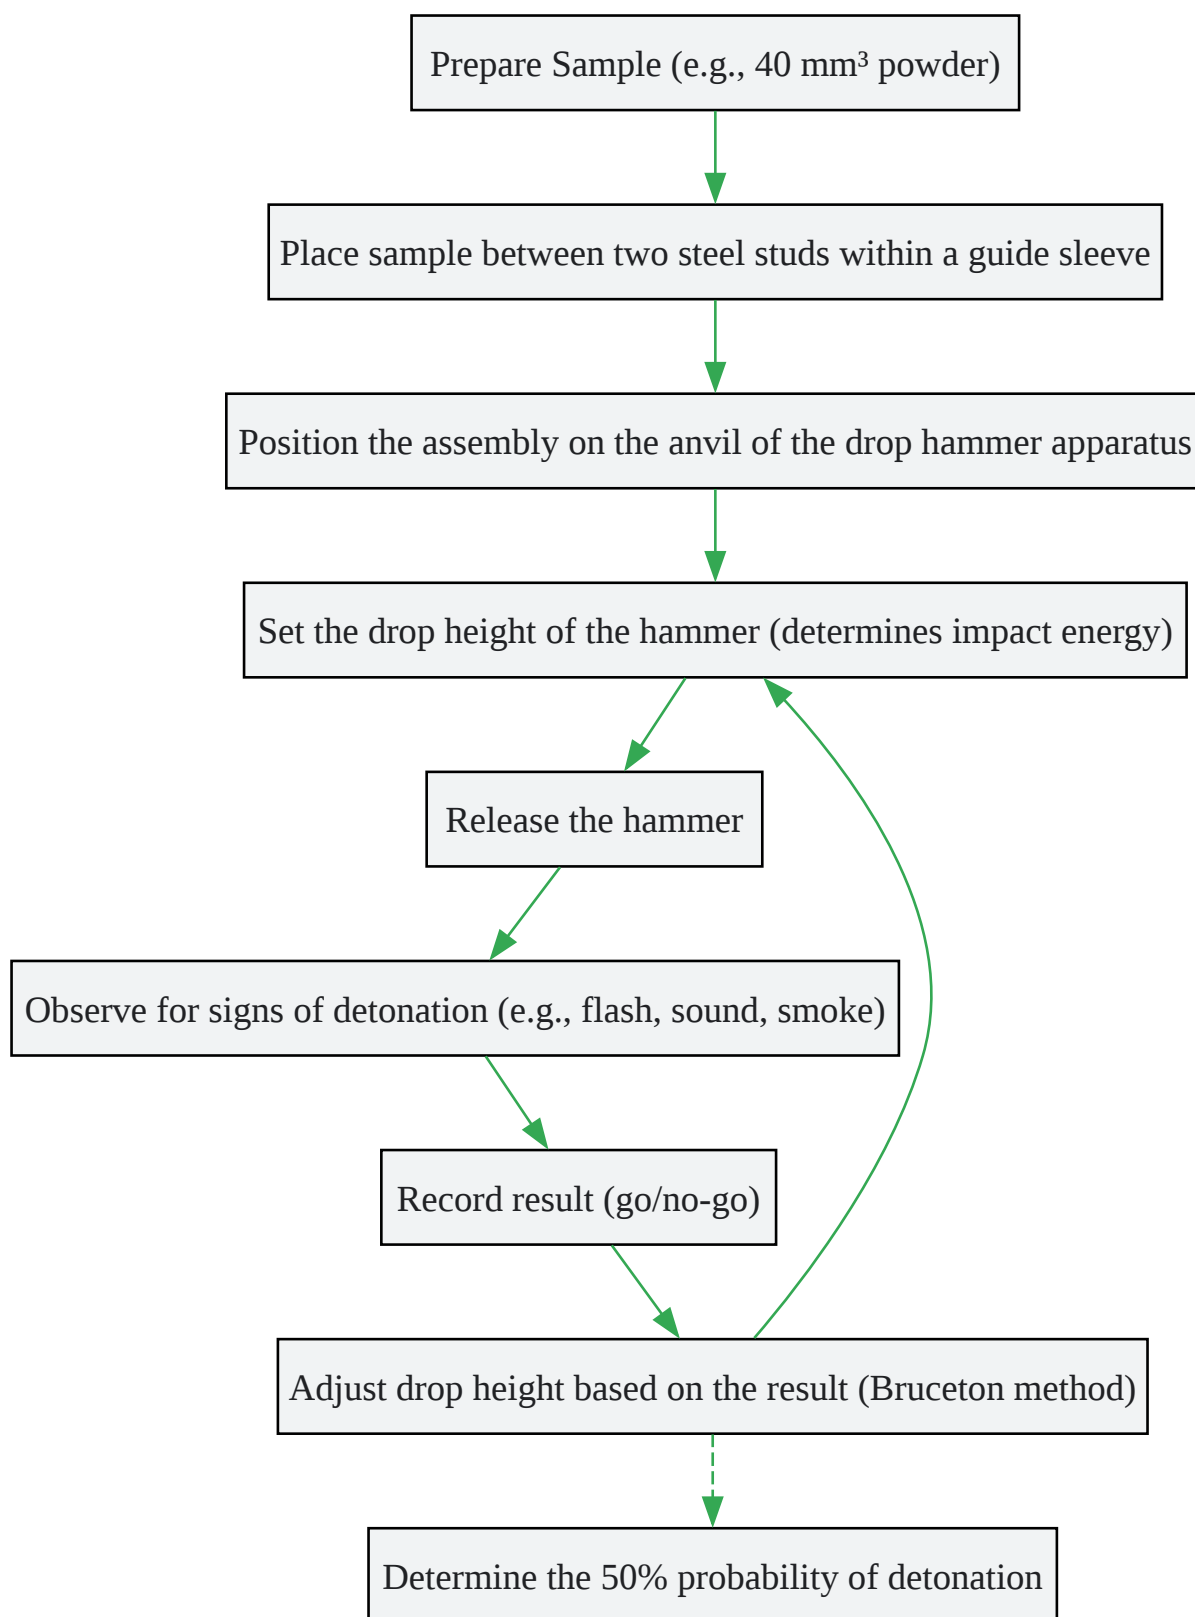 Prepare Sample (e.g., 40 mm³ powder)
Place sample between two steel studs within a guide sleeve
Position the assembly on the anvil of the drop hammer apparatus
Set the drop height of the hammer (determines impact energy)
Release the hammer
Observe for signs of detonation (e.g., flash, sound, smoke)
Record result (go/no-go)
Adjust drop height based on the result (Bruceton method)
Determine the 50% probability of detonation